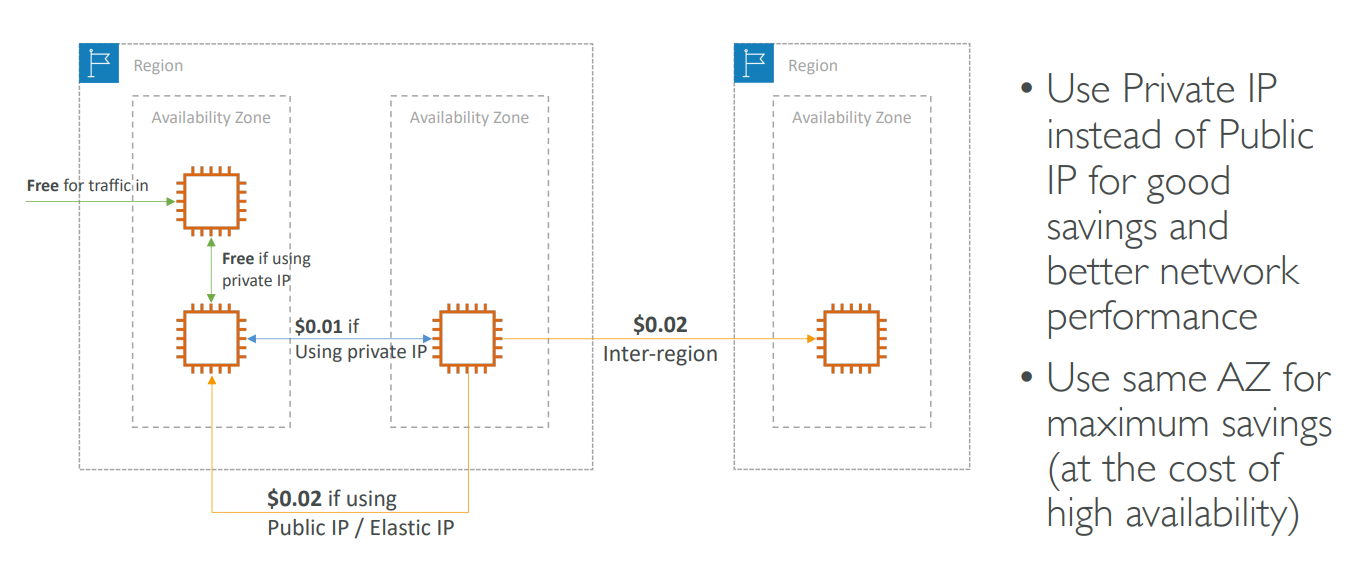 Region
Availability Zone
Availability Zone
Free for traffic in
Free if using
private IP
$0.01 if
Using private IP
$0.02 if using
Public IP / Elastic IP
$0.02
Inter-region
Region
Availability Zone
• Use Private IP
instead of Public
IP for good
savings and
better network
performance
• Use same AZ for
maximum savings
(at the cost of
high availability)